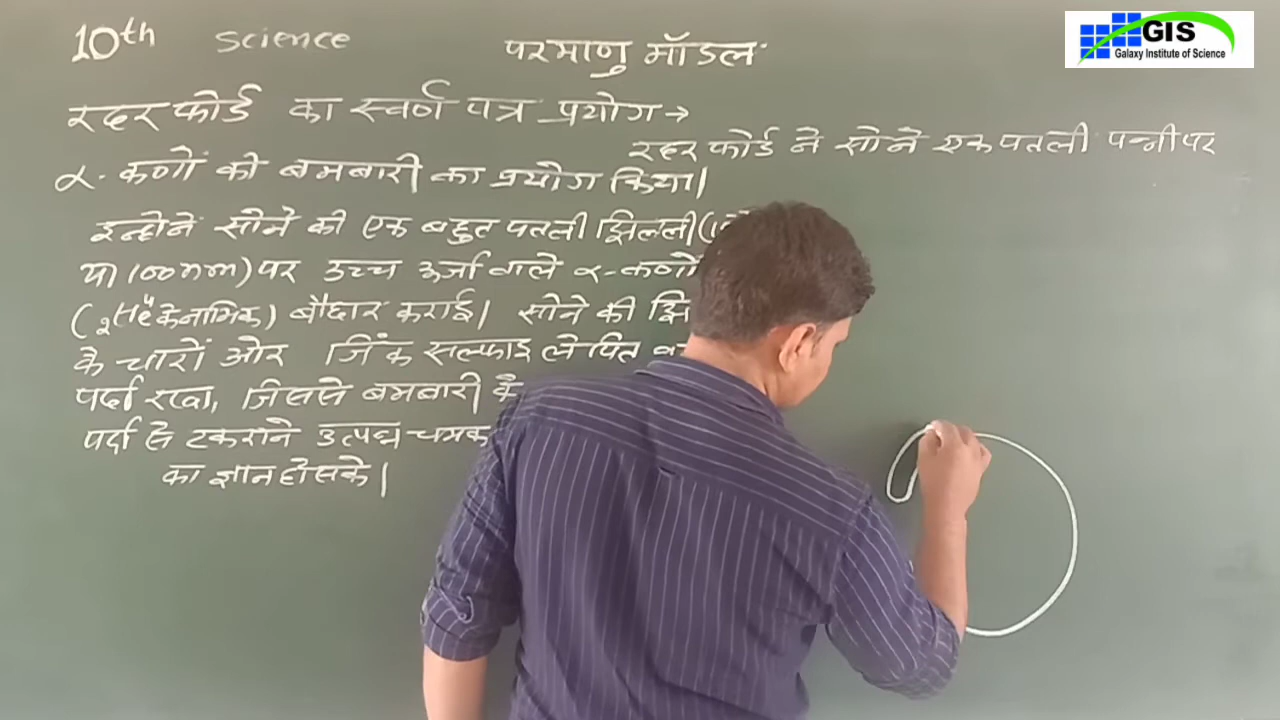 10th science
परमाणु मॉडल
GIS
Galaxy Institute of Science
रदरफोर्ड का स्वर्ण पत्र प्रयोग →
रदरफोर्ड ने सोने एक पतली पन्नी पर
α- कणों की बमबारी का प्रयोग किया।
इन्होने सोने की एक बहुत पतली झिल्ली
या 100nm) पर उच्च ऊर्जा वाले α-कणों
(₂He⁴ के नाभिक) बौछार कराई। सोने की
के चारों ओर जिंक सल्फाइड लेपित
पर्दा रखा, जिससे बमबारी के
पर्दा से टकराने उत्पन्न चमक
का ज्ञान हो सके।